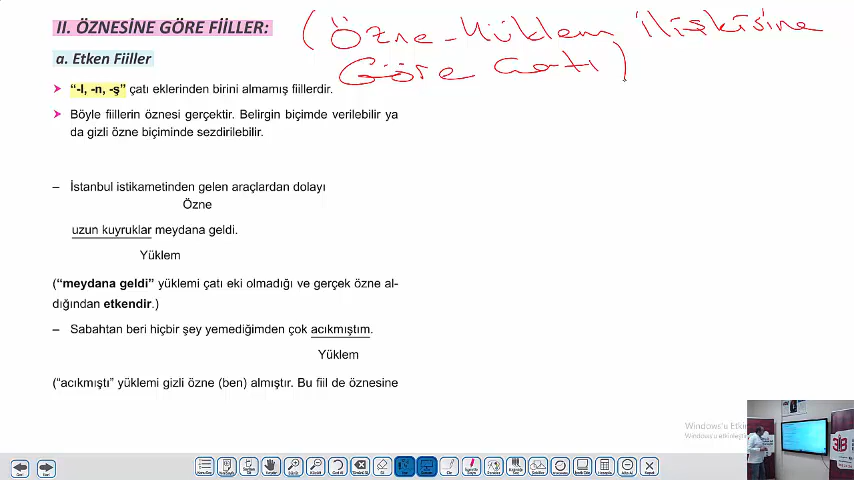 II. ÖZNESİNE GÖRE FİİLLER:
(Özne-Yüklem ilişkisine
Göre Çatı)
a. Etken Fiiller
"-l, -n, -ş" çatı eklerinden birini almamış fiillerdir.
Böyle fiillerin öznesi gerçektir. Belirgin biçimde verilebilir ya
da gizli özne biçiminde sezdirilebilir.
– İstanbul istikametinden gelen araçlardan dolayı
Özne
uzun kuyruklar meydana geldi.
Yüklem
("meydana geldi" yüklemi çatı eki olmadığı ve gerçek özne al-
dığından etkendir.)
– Sabahtan beri hiçbir şey yemediğimden çok acıkmıştım.
Yüklem
("acıkmıştı" yüklemi gizli özne (ben) almıştır. Bu fiil de öznesine
Windows'u Etkin